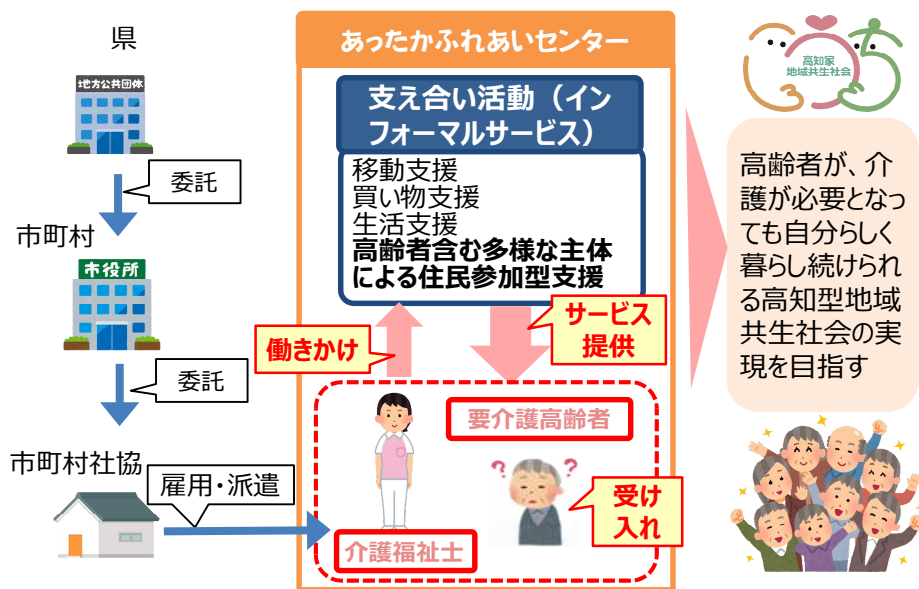 県
地方公共団体
委託
市町村
市役所
委託
市町村社協
雇用・派遣
あったかふれあいセンター
支え合い活動（イン
フォーマルサービス）
移動支援
買い物支援
生活支援
高齢者含む多様な主体
による住民参加型支援
働きかけ
サービス
提供
要介護高齢者
受け
入れ
介護福祉士
高知家
地域共生社会
高齢者が、介
護が必要となっ
ても自分らしく
暮らし続けられ
る高知型地域
共生社会の実
現を目指す